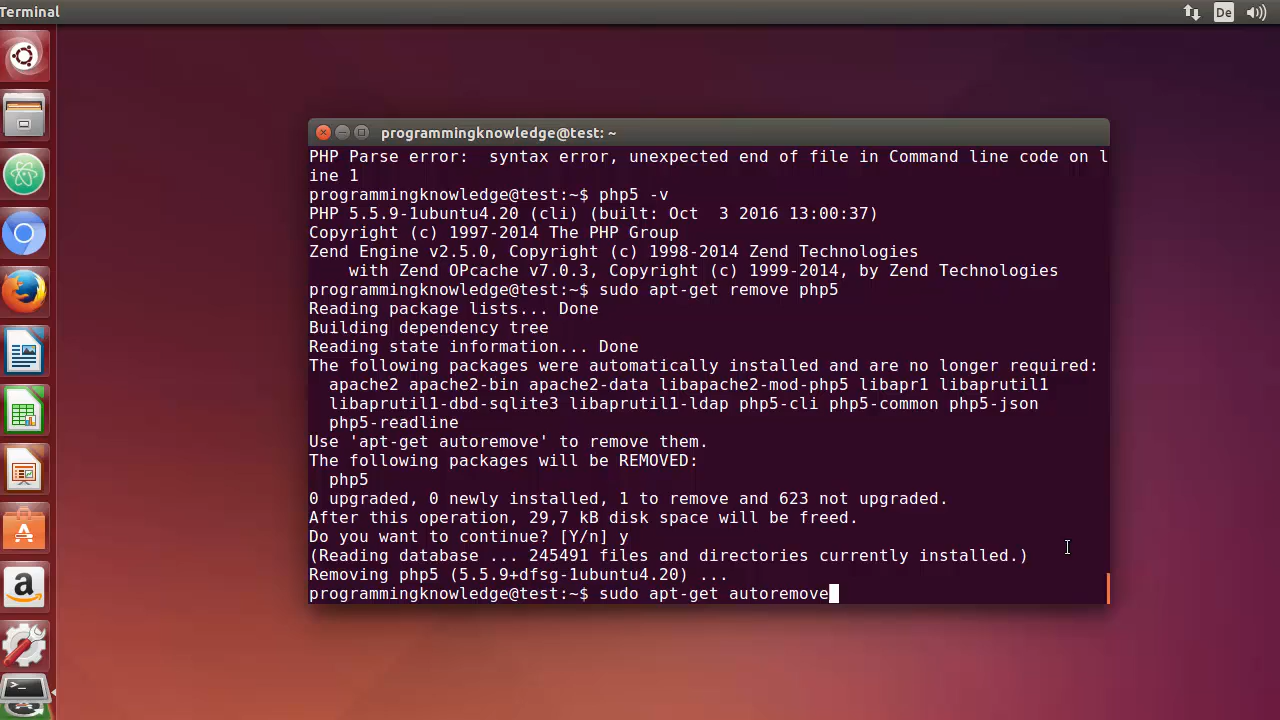 Terminal
De
programmingknowledge@test: ~
PHP Parse error:  syntax error, unexpected end of file in Command line code on l
ine 1
programmingknowledge@test:~$ php5 -v
PHP 5.5.9-1ubuntu4.20 (cli) (built: Oct  3 2016 13:00:37)
Copyright (c) 1997-2014 The PHP Group
Zend Engine v2.5.0, Copyright (c) 1998-2014 Zend Technologies
    with Zend OPcache v7.0.3, Copyright (c) 1999-2014, by Zend Technologies
programmingknowledge@test:~$ sudo apt-get remove php5
Reading package lists... Done
Building dependency tree
Reading state information... Done
The following packages were automatically installed and are no longer required:
  apache2 apache2-bin apache2-data libapache2-mod-php5 libapr1 libaprutil1
  libaprutil1-dbd-sqlite3 libaprutil1-ldap php5-cli php5-common php5-json
  php5-readline
Use 'apt-get autoremove' to remove them.
The following packages will be REMOVED:
  php5
0 upgraded, 0 newly installed, 1 to remove and 623 not upgraded.
After this operation, 29,7 kB disk space will be freed.
Do you want to continue? [Y/n] y
(Reading database ... 245491 files and directories currently installed.)
Removing php5 (5.5.9+dfsg-1ubuntu4.20) ...
programmingknowledge@test:~$ sudo apt-get autoremove